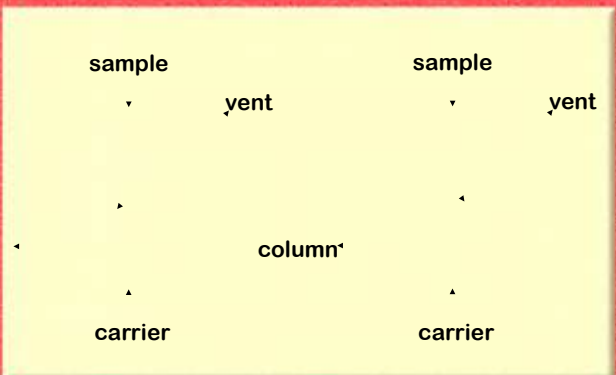 sample
sample
vent
vent
column
carrier
carrier